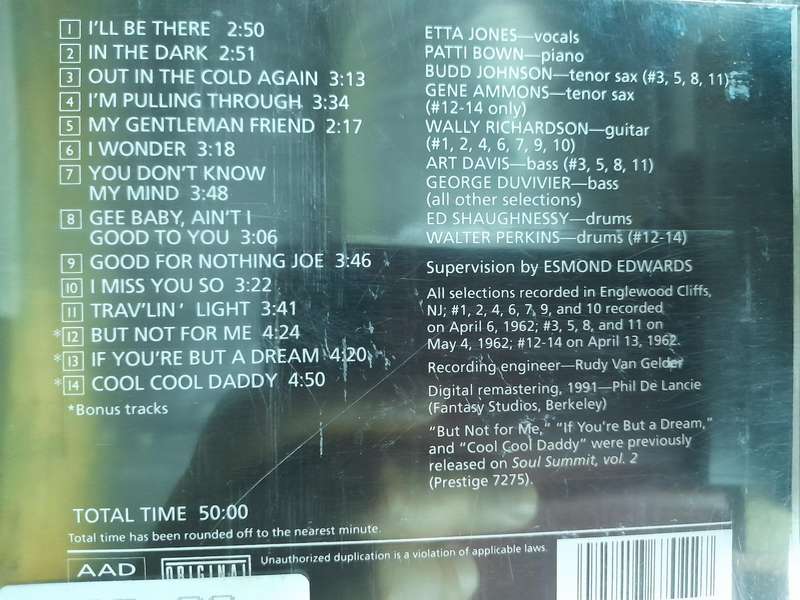 1 I'LL BE THERE 2:50
2 IN THE DARK 2:51
3 OUT IN THE COLD AGAIN 3:13
4 I'M PULLING THROUGH 3:34
5 MY GENTLEMAN FRIEND 2:17
6 I WONDER 3:18
7 YOU DON'T KNOW
MY MIND 3:48
8 GEE BABY, AIN'T I
GOOD TO YOU 3:06
9 GOOD FOR NOTHING JOE 3:46
10 I MISS YOU SO 3:22
11 TRAV'LIN' LIGHT 3:41
*12 BUT NOT FOR ME 4:24
*13 IF YOU'RE BUT A DREAM 4:20
*14 COOL COOL DADDY 4:50
*Bonus tracks
ETTA JONES—vocals
PATTI BOWN—piano
BUDD JOHNSON—tenor sax (#3, 5, 8, 11)
GENE AMMONS—tenor sax
(#12-14 only)
WALLY RICHARDSON—guitar
(#1, 2, 4, 6, 7, 9, 10)
ART DAVIS—bass (#3, 5, 8, 11)
GEORGE DUVIVIER—bass
(all other selections)
ED SHAUGHNESSY—drums
WALTER PERKINS—drums (#12-14)
Supervision by ESMOND EDWARDS
All selections recorded in Englewood Cliffs,
NJ; #1, 2, 4, 6, 7, 9, and 10 recorded
on April 6, 1962; #3, 5, 8, and 11 on
May 4, 1962; #12-14 on April 13, 1962.
Recording engineer—Rudy Van Gelder
Digital remastering, 1991—Phil De Lancie
(Fantasy Studios, Berkeley)
"But Not for Me," "If You're But a Dream,"
and "Cool Cool Daddy" were previously
released on Soul Summit, vol. 2
(Prestige 7275).
TOTAL TIME 50:00
Total time has been rounded off to the nearest minute.
AAD
ORIGINAL
Unauthorized duplication is a violation of applicable laws.